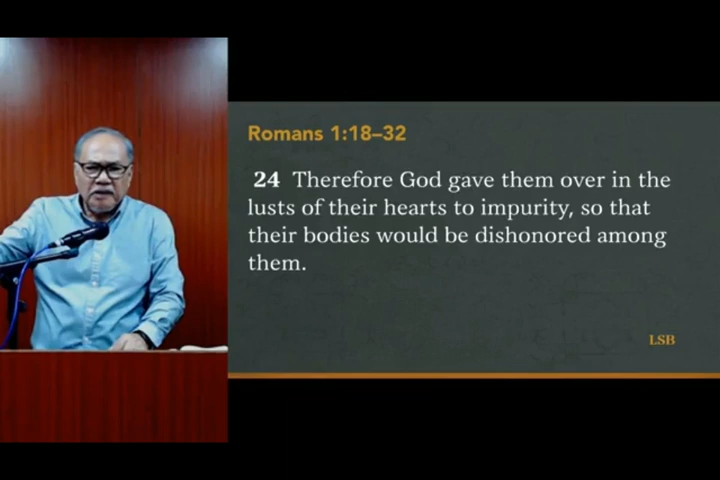 Romans 1:18–32
24 Therefore God gave them over in the
lusts of their hearts to impurity, so that
their bodies would be dishonored among
them.
LSB